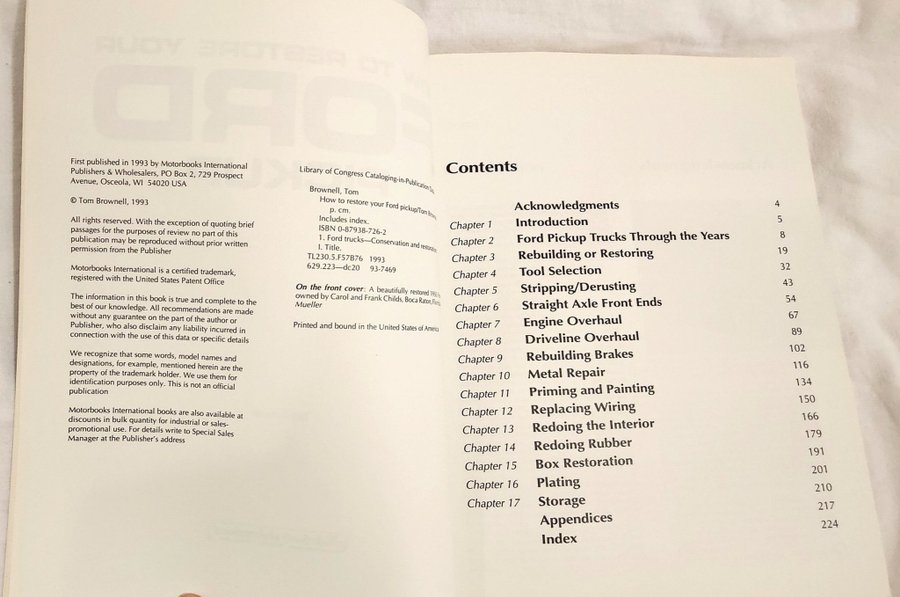 First published in 1993 by Motorbooks International
Publishers & Wholesalers, PO Box 2, 729 Prospect
Avenue, Osceola, WI 54020 USA
© Tom Brownell, 1993
All rights reserved. With the exception of quoting brief
passages for the purposes of review no part of this
publication may be reproduced without prior written
permission from the Publisher
Motorbooks International is a certified trademark,
registered with the United States Patent Office
The information in this book is true and complete to the
best of our knowledge. All recommendations are made
without any guarantee on the part of the author or
Publisher, who also disclaim any liability incurred in
connection with the use of this data or specific details
We recognize that some words, model names and
designations, for example, mentioned herein are the
property of the trademark holder. We use them for
identification purposes only. This is not an official
publication
Motorbooks International books are also available at
discounts in bulk quantity for industrial or sales-
promotional use. For details write to Special Sales
Manager at the Publisher's address
Library of Congress Cataloging-in-Publication
Brownell, Tom
How to restore your Ford pickup/Tom
p. cm.
Includes index.
ISBN 0-87938-726-2
1. Ford trucks—Conservation and
I. Title.
TL230.5.F57B76 1993
629.223—dc20 93-7469
On the front cover: A beautifully restored
owned by Carol and Frank Childs, Boca Raton,
Mueller
Printed and bound in the United States of America
Contents
Acknowledgments 4
Chapter 1 Introduction 5
Chapter 2 Ford Pickup Trucks Through the Years 8
Chapter 3 Rebuilding or Restoring 19
Chapter 4 Tool Selection 32
Chapter 5 Stripping/Derusting 43
Chapter 6 Straight Axle Front Ends 54
Chapter 7 Engine Overhaul 67
Chapter 8 Driveline Overhaul 89
Chapter 9 Rebuilding Brakes 102
Chapter 10 Metal Repair 116
Chapter 11 Priming and Painting 134
Chapter 12 Replacing Wiring 150
Chapter 13 Redoing the Interior 166
Chapter 14 Redoing Rubber 179
Chapter 15 Box Restoration 191
Chapter 16 Plating 201
Chapter 17 Storage 210
Appendices 217
Index 224